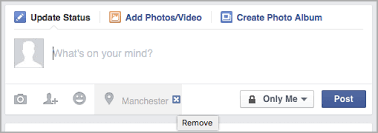 Update Status Add Photos/Video Create Photo Album
What's on your mind?
Manchester Only Me Post
Remove